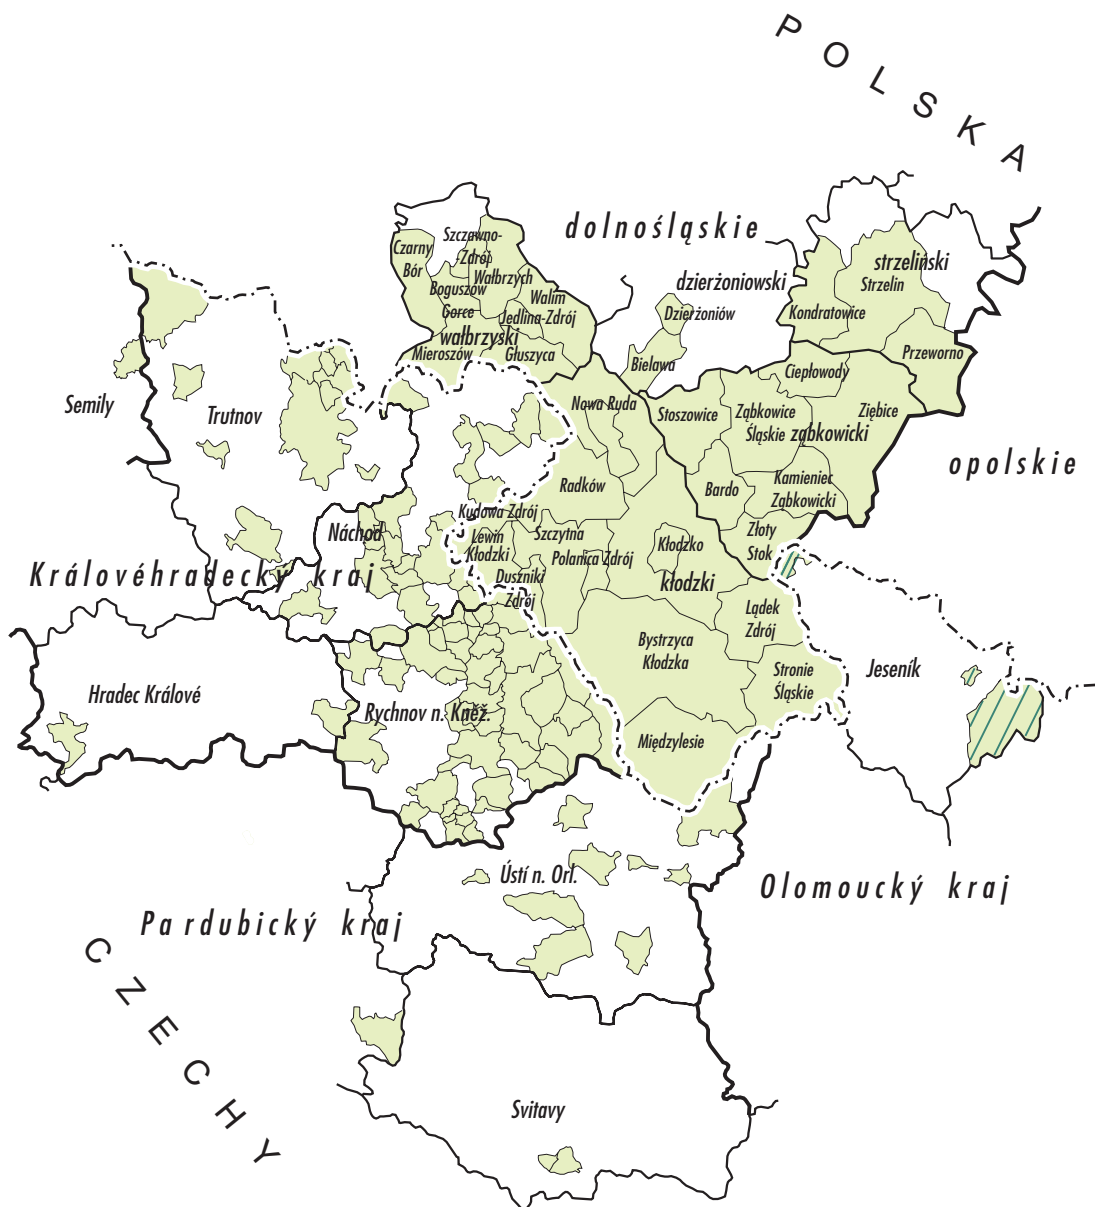 POLSKA
dolnośląskie
Szczawno-
-Zdrój
Czarny
Bór
Wałbrzych
Boguszów
Gorce
Walim
Jedlina-Zdrój
wałbrzyski
Mieroszów
Głuszyca
dzierżoniowski
Dzierżoniów
Bielawa
strzeliński
Strzelin
Kondratowice
Przeworno
Ciepłowody
Semily
Trutnov
Nowa Ruda
Stoszowice
Ząbkowice
Śląskie
ząbkowicki
Ziębice
opolskie
Radków
Bardo
Kamieniec
Ząbkowicki
Kudowa Zdrój
Náchod
Lewin
Kłodzki
Szczytna
Polanica Zdrój
Kłodzko
Złoty
Stok
Królovéhradecký kraj
Duszniki
Zdrój
kłodzki
Lądek
Zdrój
Bystrzyca
Kłodzka
Stronie
Śląskie
Jeseník
Hradec Králové
Rychnov n. Kněž.
Międzylesie
Ústí n. Orl.
Olomoucký kraj
Pardubický kraj
CZECHY
Svitavy